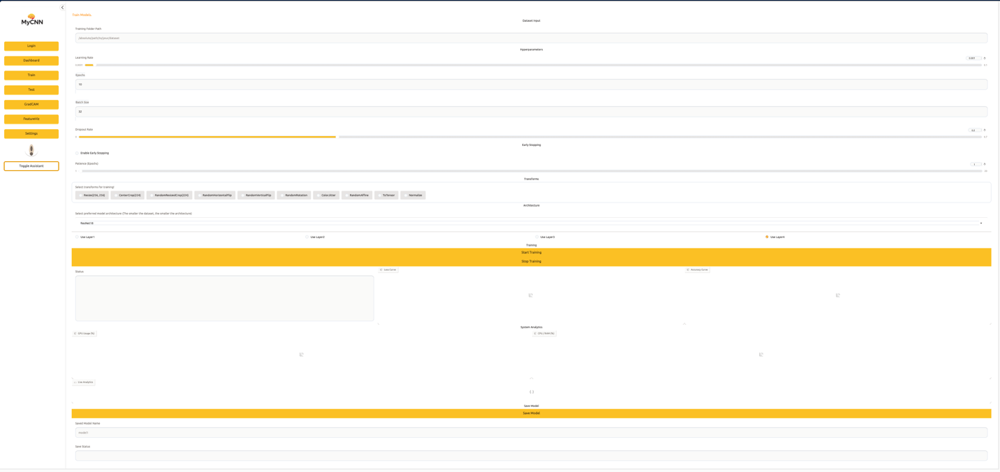 MyCNN
Login
Dashboard
Train
Test
GradCAM
FeatureViz
Settings
Toggle Assistant
Train Models
Dataset Input
Training Folder Path
/absolute/path/to/your/dataset
Hyperparameters
Learning Rate
0.001
0.0001
0.1
Epochs
10
Batch Size
32
Dropout Rate
0
0.7
Early Stopping
Enable Early Stopping
Patience (Epochs)
Transforms
Select transforms for training:
Resize(256, 256) CenterCrop(224) RandomResizedCrop(224) RandomHorizontalFlip RandomVerticalFlip RandomRotation ColorJitter RandomAffine ToTensor Normalize
Architecture
Select preferred model architecture (The smaller the dataset, the smaller the architecture)
ResNet18
Use Layer1 Use Layer2 Use Layer3 Use Layer4
Training
Start Training
Stop Training
Status
Loss Curve
Accuracy Curve
System Analytics
GPU Usage (%)
CPU / RAM (%)
Live Analytics
Save Model
Save Model
Saved Model Name
model1
Save Status